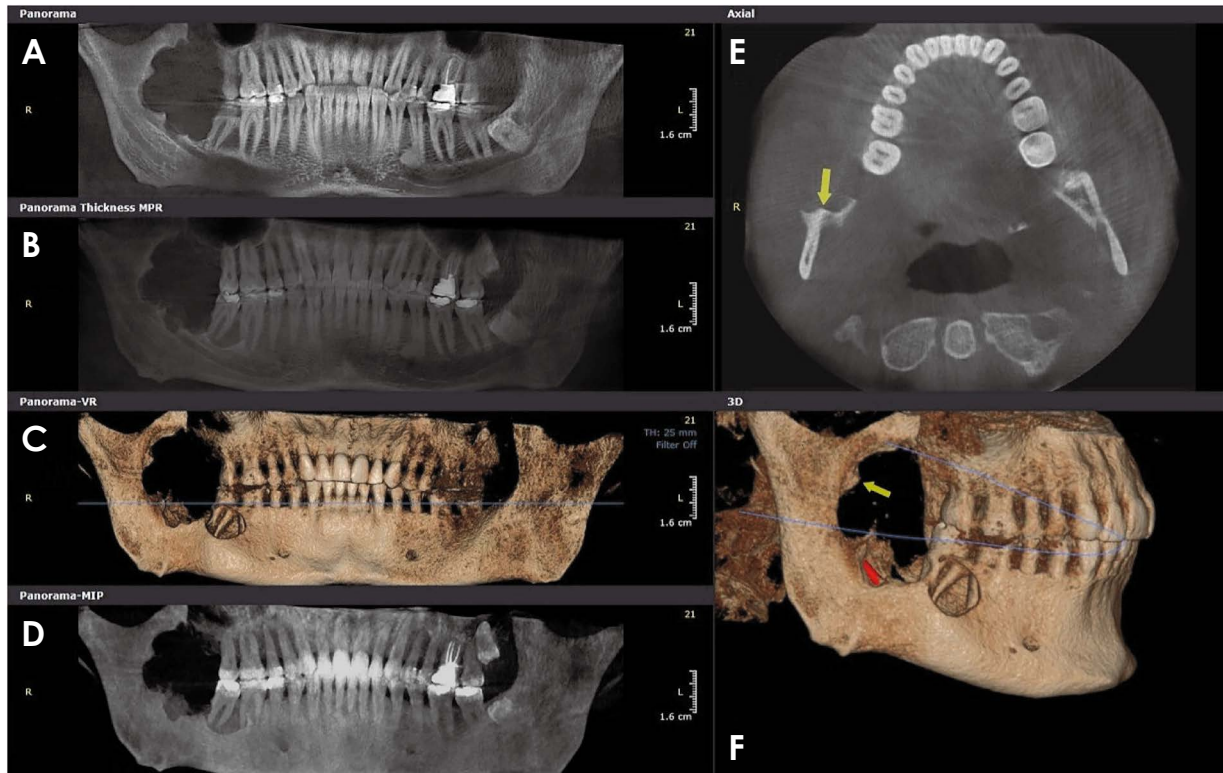 Panorama
A
21
R
L
1.6 cm
Panorama Thickness MPR
B
21
R
L
1.6 cm
Panorama-VR
C
21
TH: 25 mm
Filter Off
R
L
1.6 cm
Panorama-MIP
D
21
R
L
1.6 cm
Axial
E
R
3D
F